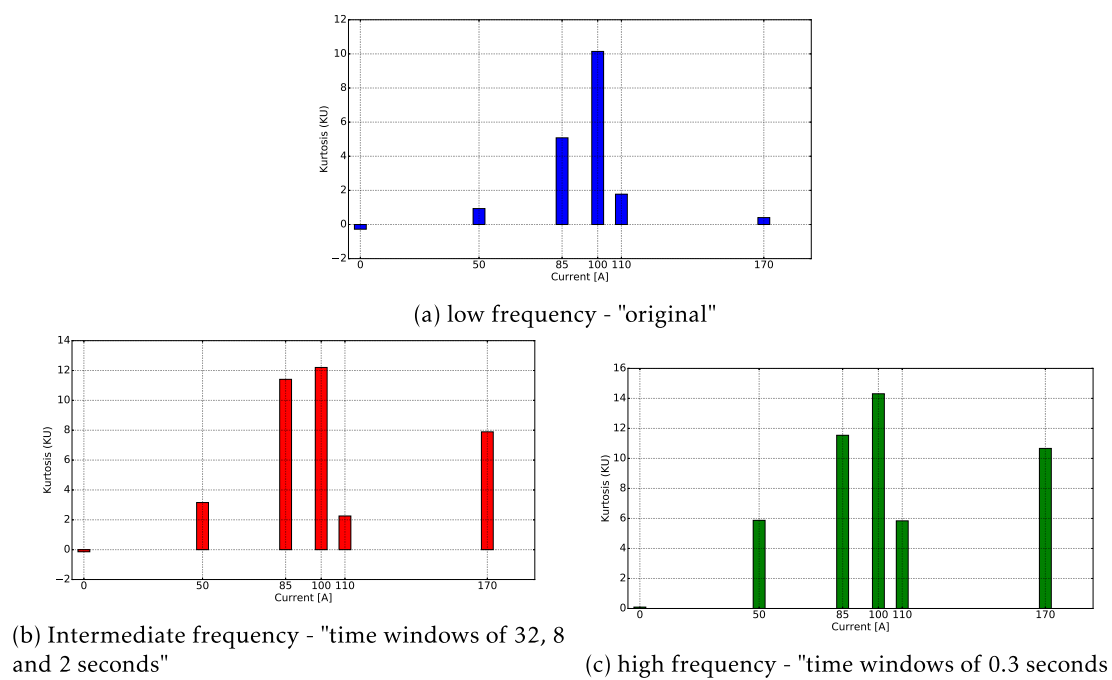 12
10
8
6
4
2
0
−2
Kurtosis (KU)
0 50 85 100 110 170
Current [A]
(a) low frequency - "original"
14
12
10
8
6
4
2
0
−2
Kurtosis (KU)
0 50 85 100 110 170
Current [A]
(b) Intermediate frequency - "time windows of 32, 8
and 2 seconds"
16
14
12
10
8
6
4
2
0
Kurtosis (KU)
0 50 85 100 110 170
Current [A]
(c) high frequency - "time windows of 0.3 seconds